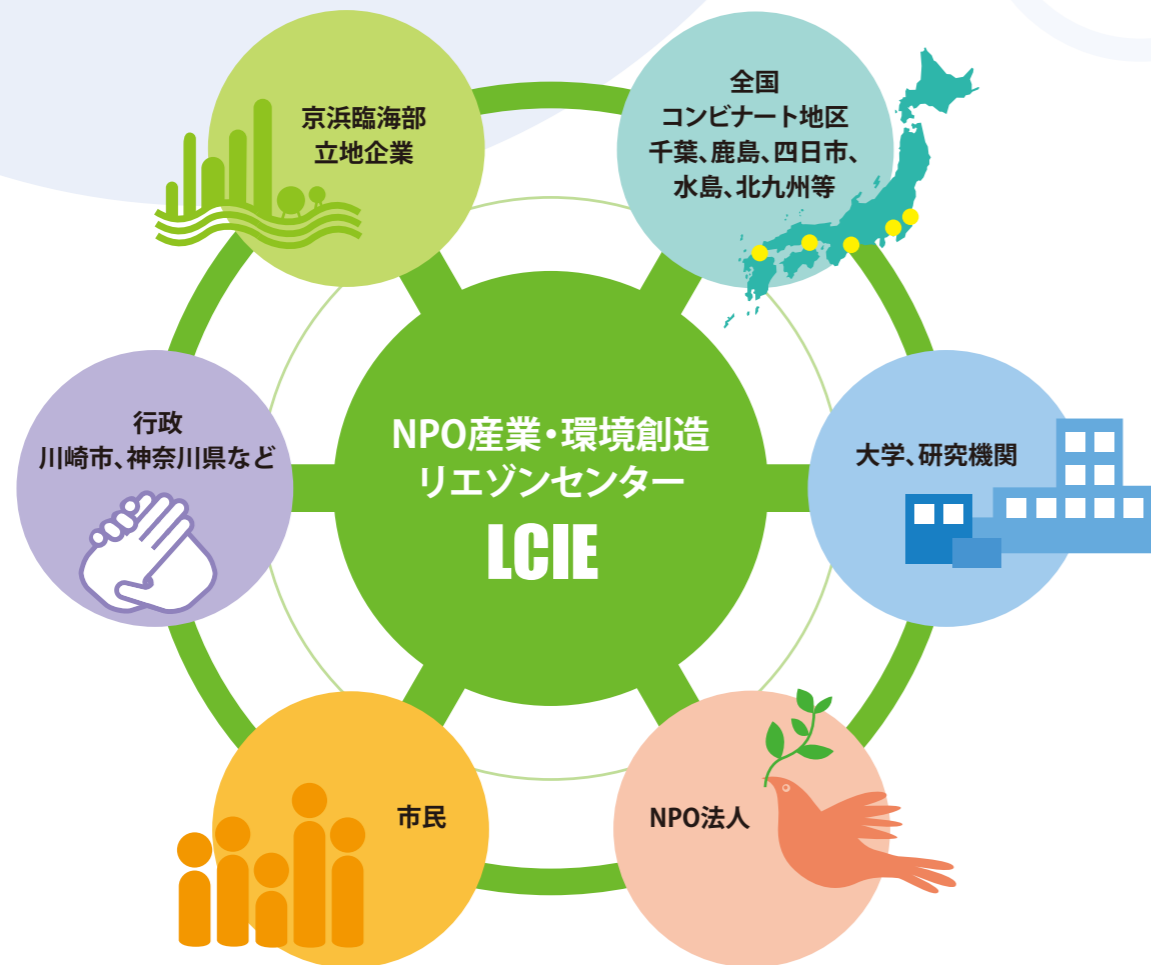 京浜臨海部
立地企業
全国
コンビナート地区
千葉、鹿島、四日市、
水島、北九州等
行政
川崎市、神奈川県など
NPO産業・環境創造
リエゾンセンター
LCIE
大学、研究機関
市民
NPO法人